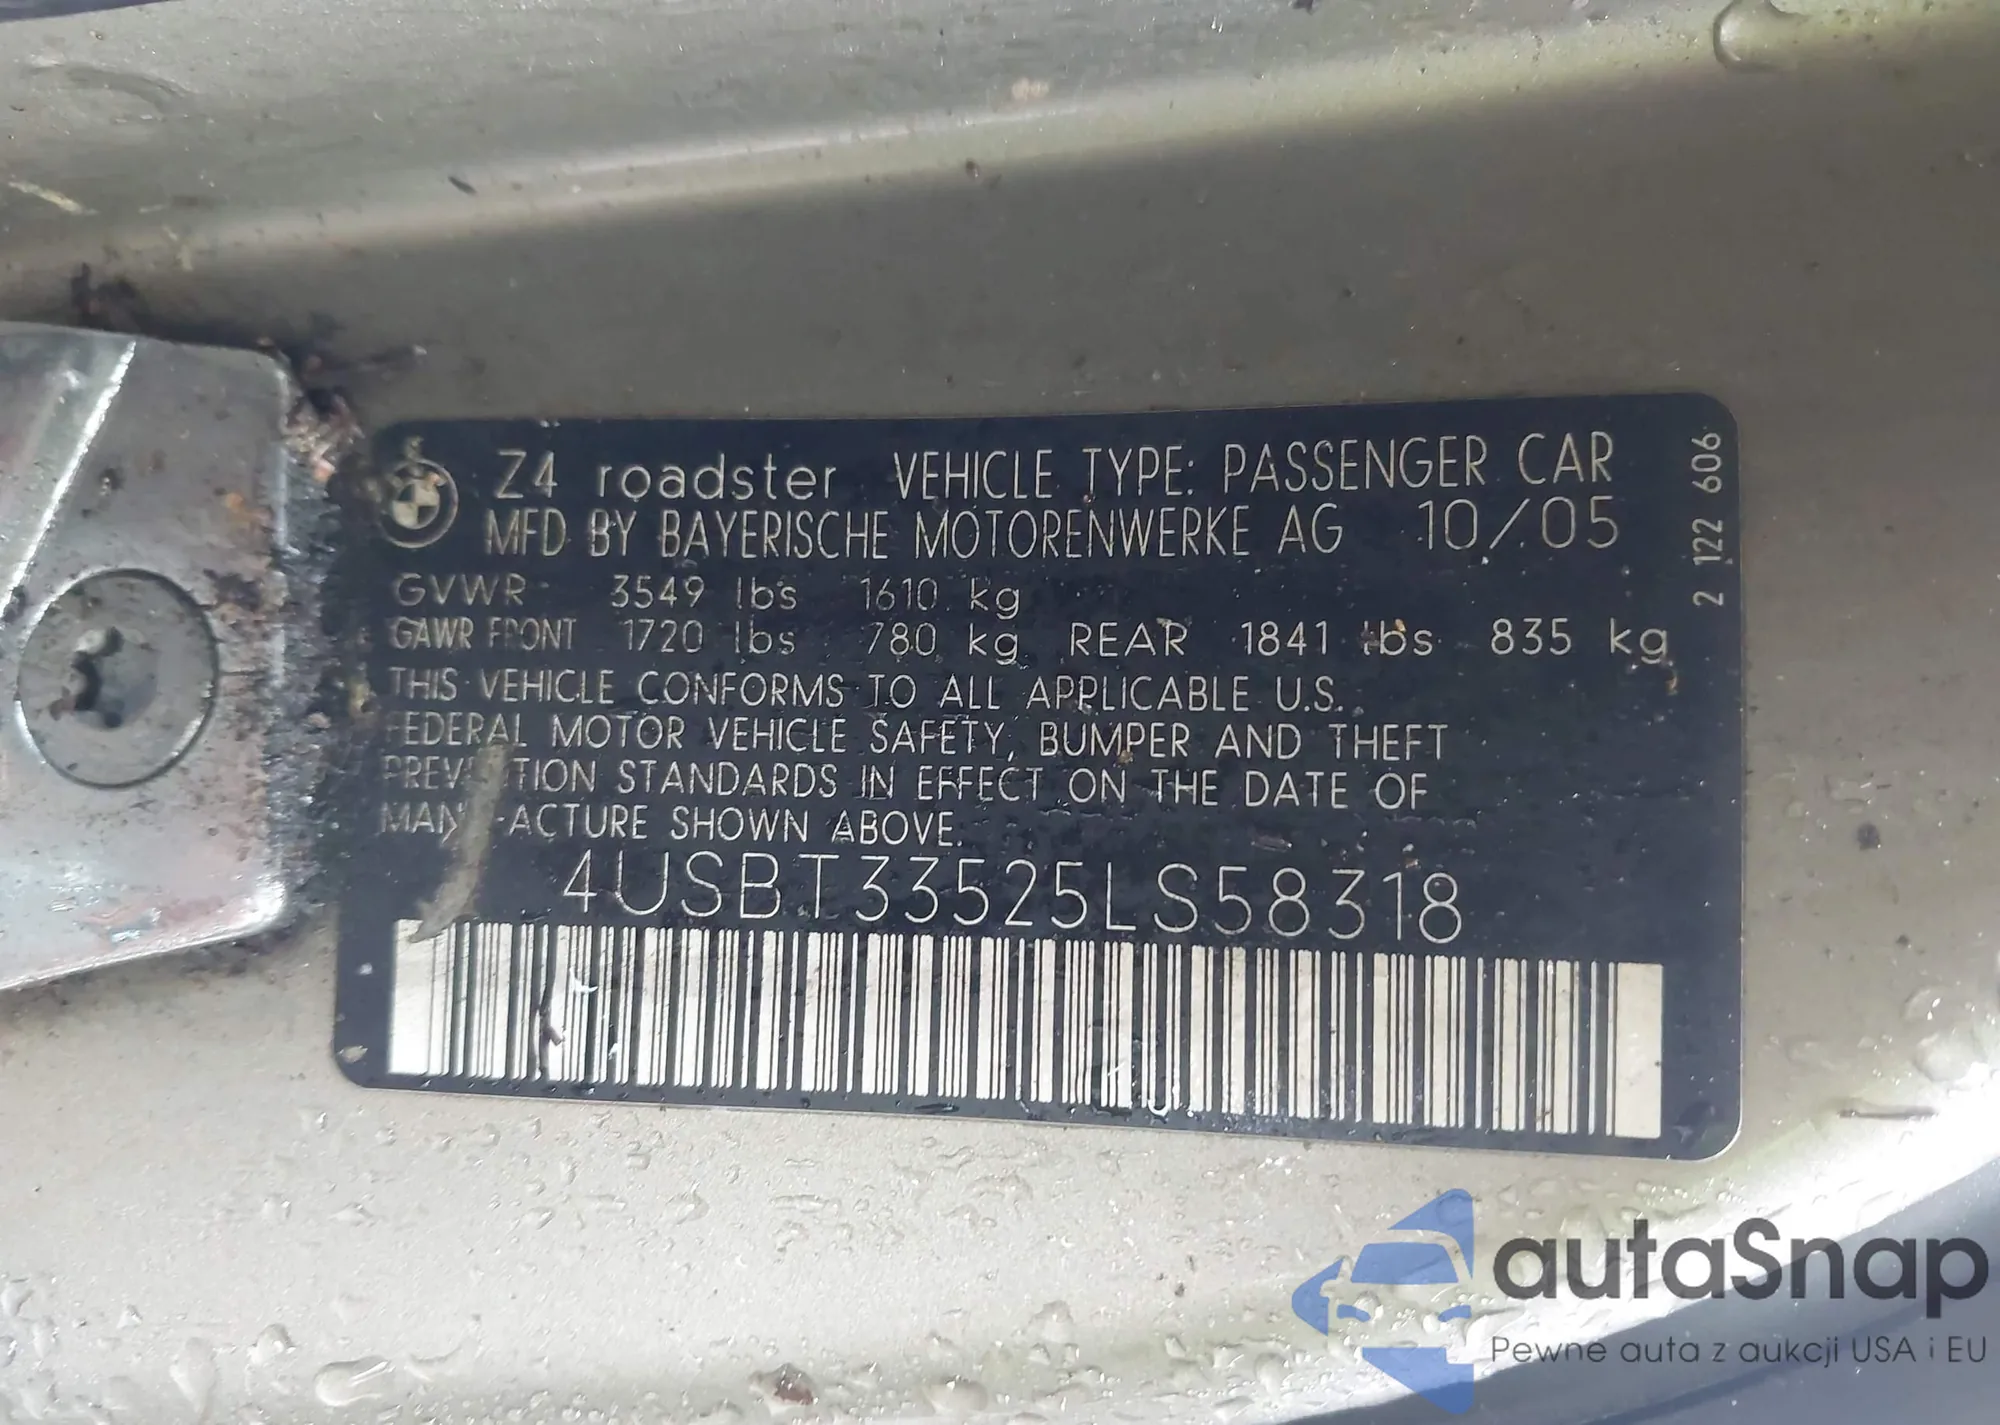 Z4 roadster VEHICLE TYPE: PASSENGER CAR
MFD BY BAYERISCHE MOTORENWERKE AG 10/05
GVWR 3549 lbs 1610 kg
GAWR FRONT 1720 lbs 780 kg REAR 1841 lbs 835 kg
THIS VEHICLE CONFORMS TO ALL APPLICABLE U.S.
FEDERAL MOTOR VEHICLE SAFETY, BUMPER AND THEFT
STANDARDS IN EFFECT ON THE DATE OF
SHOWN ABOVE.
4USBT33525LS58318
2 122 606
autaSnap
Pewne auta z aukcji USA i EU